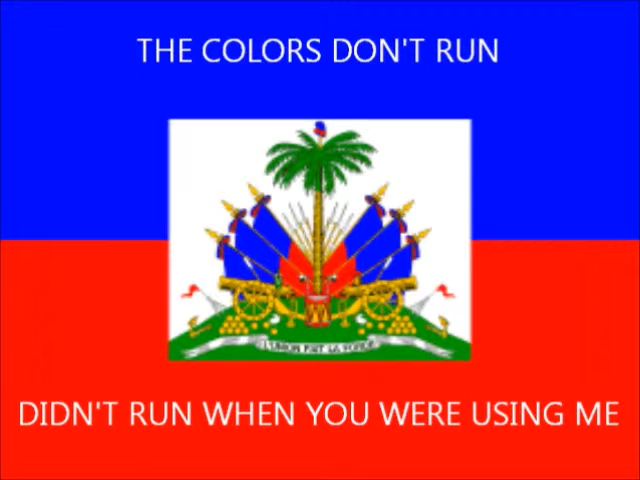 THE COLORS DON'T RUN
L'UNION FAIT LA FORCE
DIDN'T RUN WHEN YOU WERE USING ME